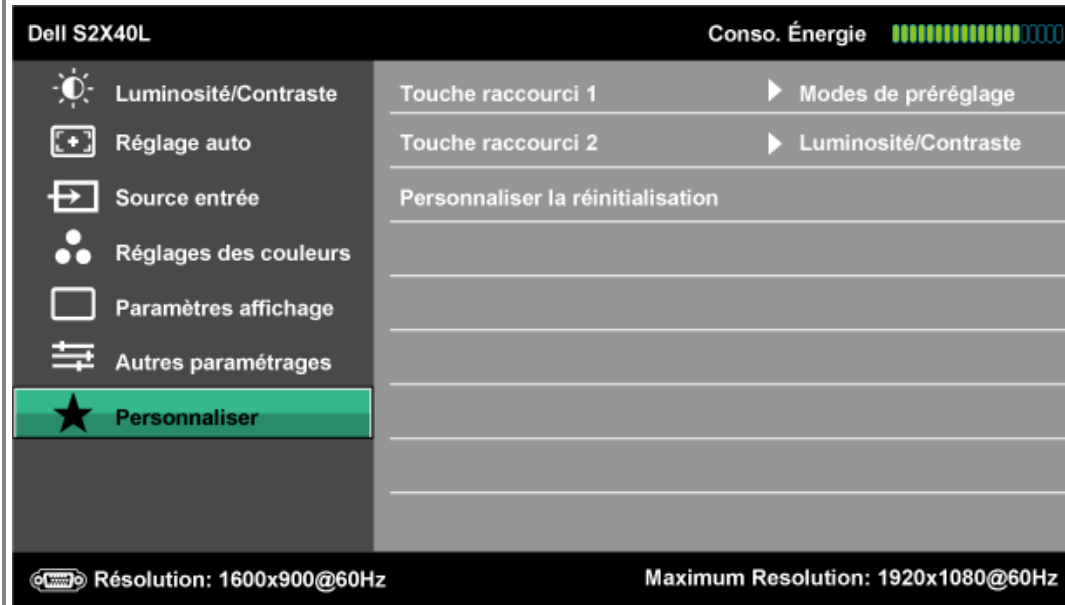 Dell S2X40L Conso. Énergie
Luminosité/Contraste Touche raccourci 1 Modes de préréglage
Réglage auto Touche raccourci 2 Luminosité/Contraste
Source entrée Personnaliser la réinitialisation
Réglages des couleurs
Paramètres affichage
Autres paramétrages
Personnaliser
Résolution: 1600x900@60Hz Maximum Resolution: 1920x1080@60Hz